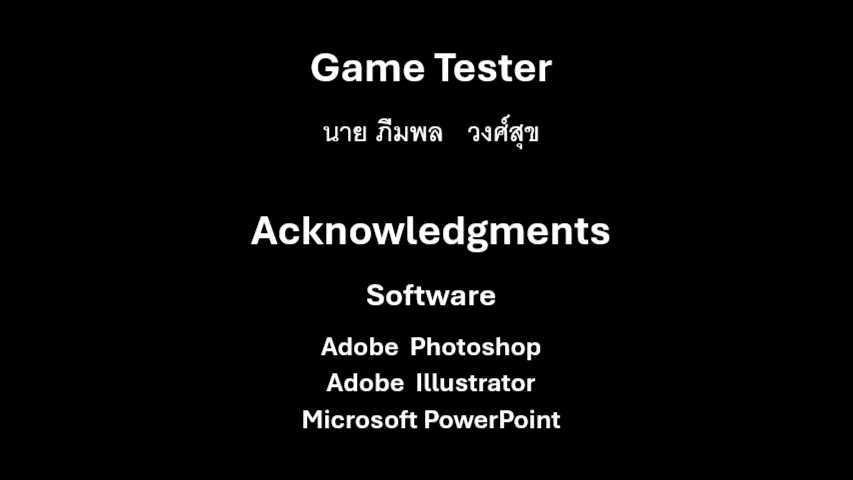 Game Tester
นาย ภีมพล วงศ์สุข
Acknowledgments
Software
Adobe Photoshop
Adobe Illustrator
Microsoft PowerPoint